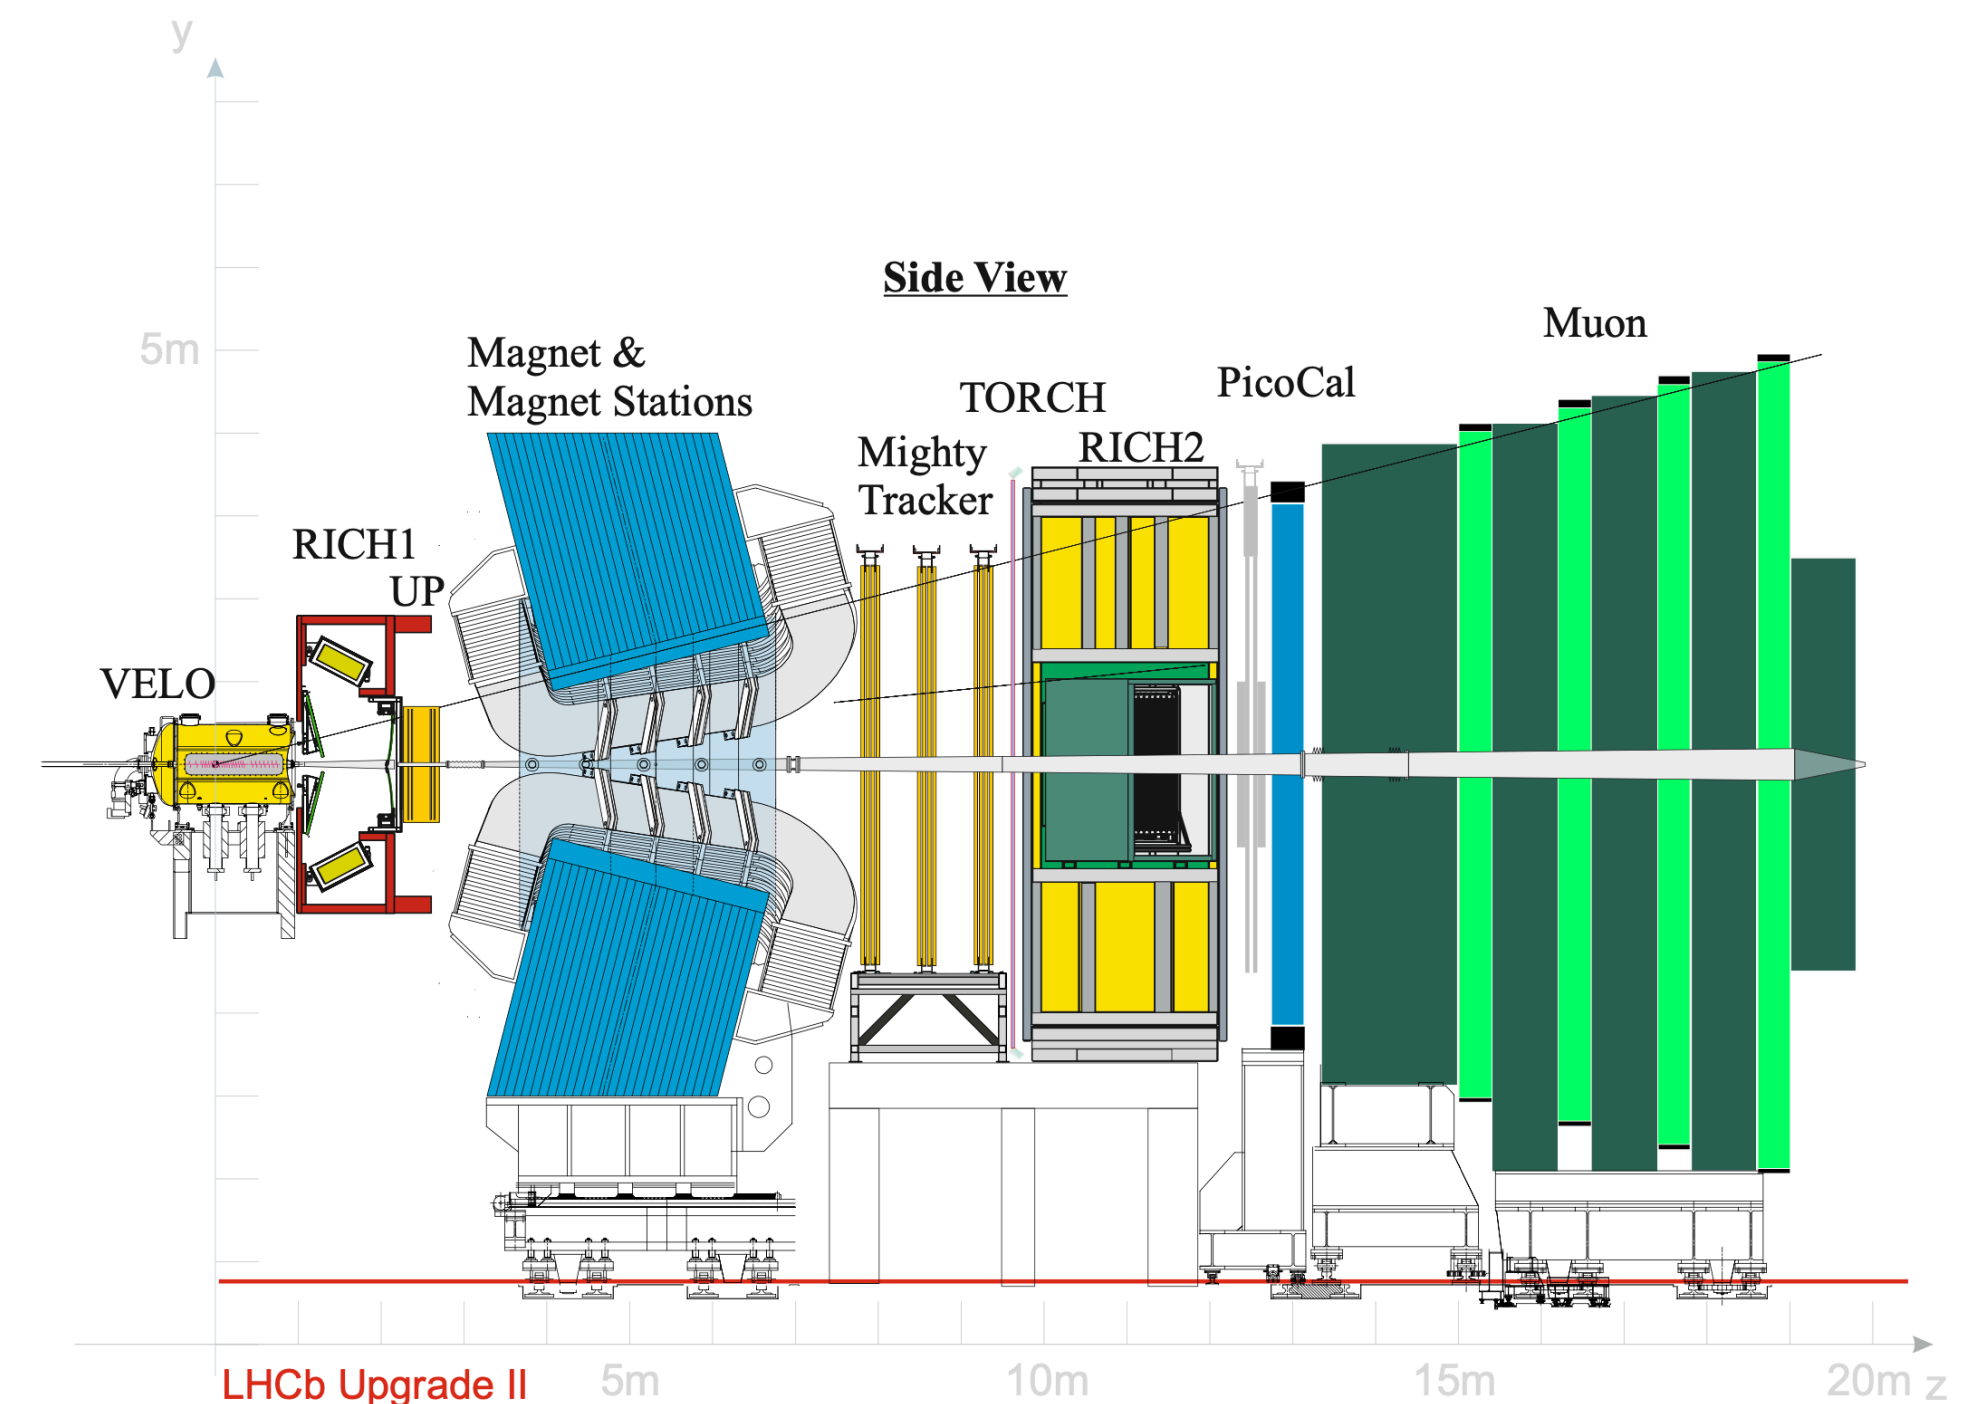 y
Side View
5m
Muon
Magnet &
Magnet Stations
PicoCal
TORCH
RICH2
Mighty
Tracker
RICH1
UP
VELO
LHCb Upgrade II
5m
10m
15m
20m
z